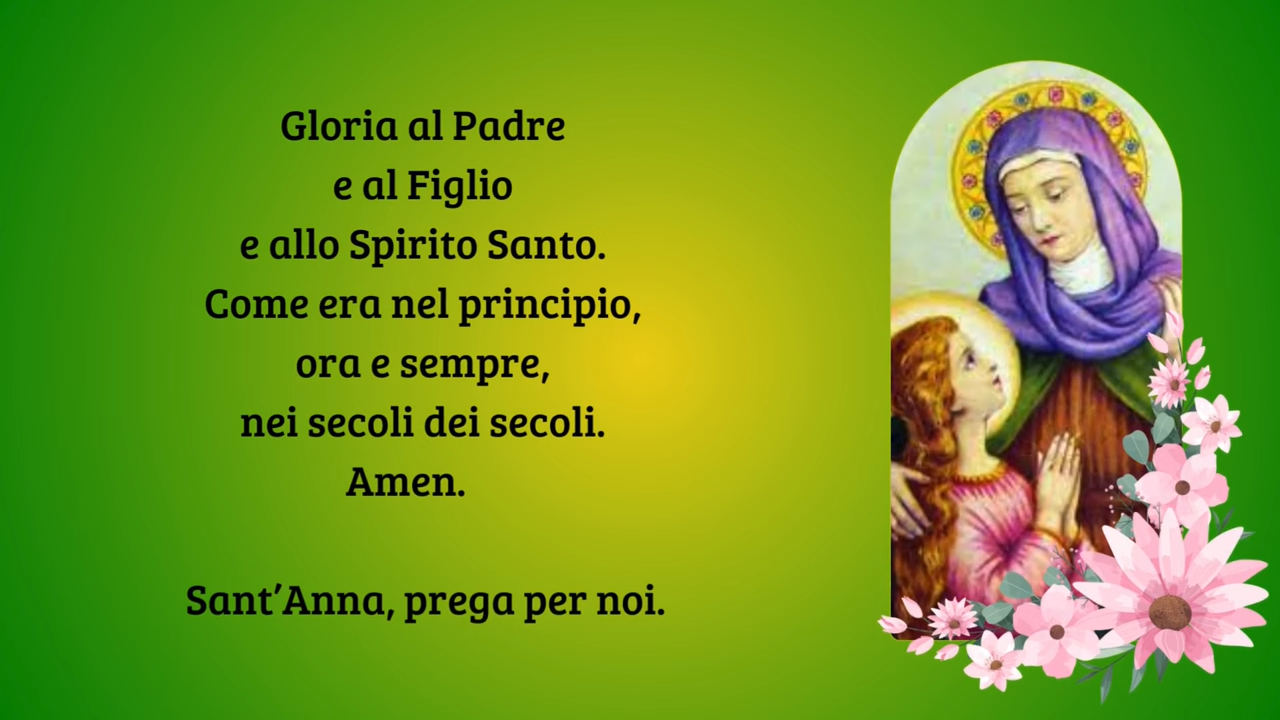 Gloria al Padre
e al Figlio
e allo Spirito Santo.
Come era nel principio,
ora e sempre,
nei secoli dei secoli.
Amen.
Sant’Anna, prega per noi.